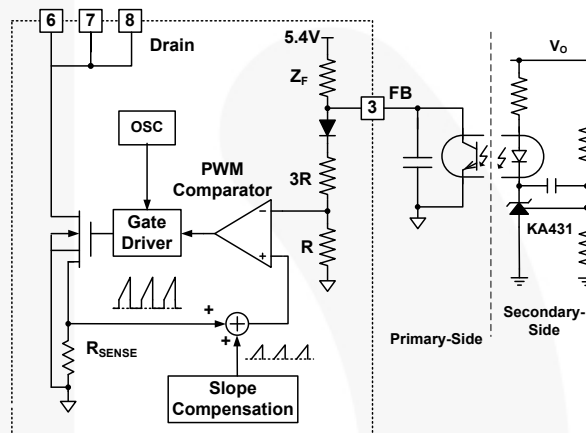 6 7 8
Drain
5.4V
Z_F
3 FB
V_O
OSC
PWM
Comparator
3R
−
+
R
Gate
Driver
KA431
+
+
R_SENSE
Slope
Compensation
Primary-Side
Secondary-
Side